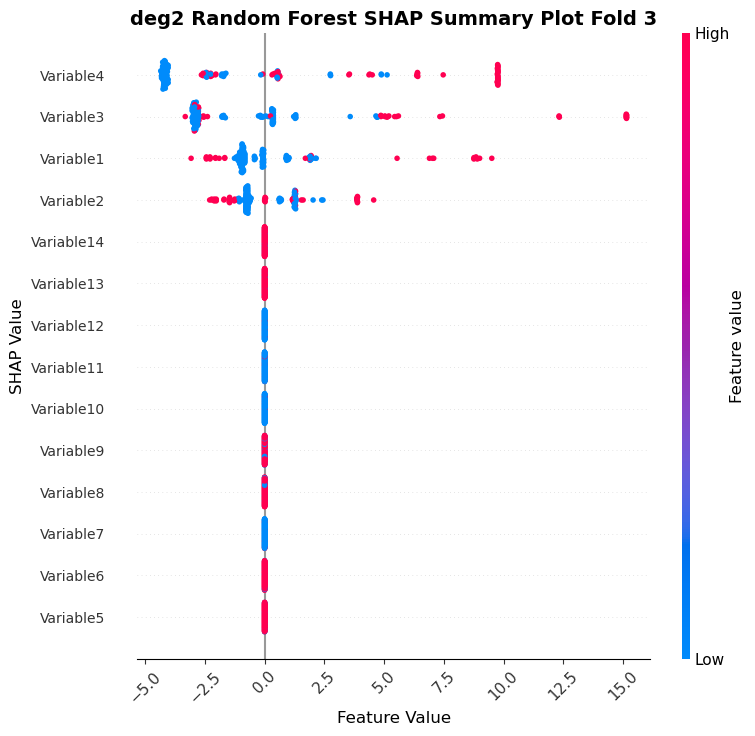 deg2 Random Forest SHAP Summary Plot Fold 3
High
Variable4
Variable3
Variable1
Variable2
Variable14
Variable13
Variable12
Variable11
Variable10
Variable9
Variable8
Variable7
Variable6
Variable5
SHAP Value
Feature value
Low
−5.0
−2.5
0.0
2.5
5.0
7.5
10.0
12.5
15.0
Feature Value